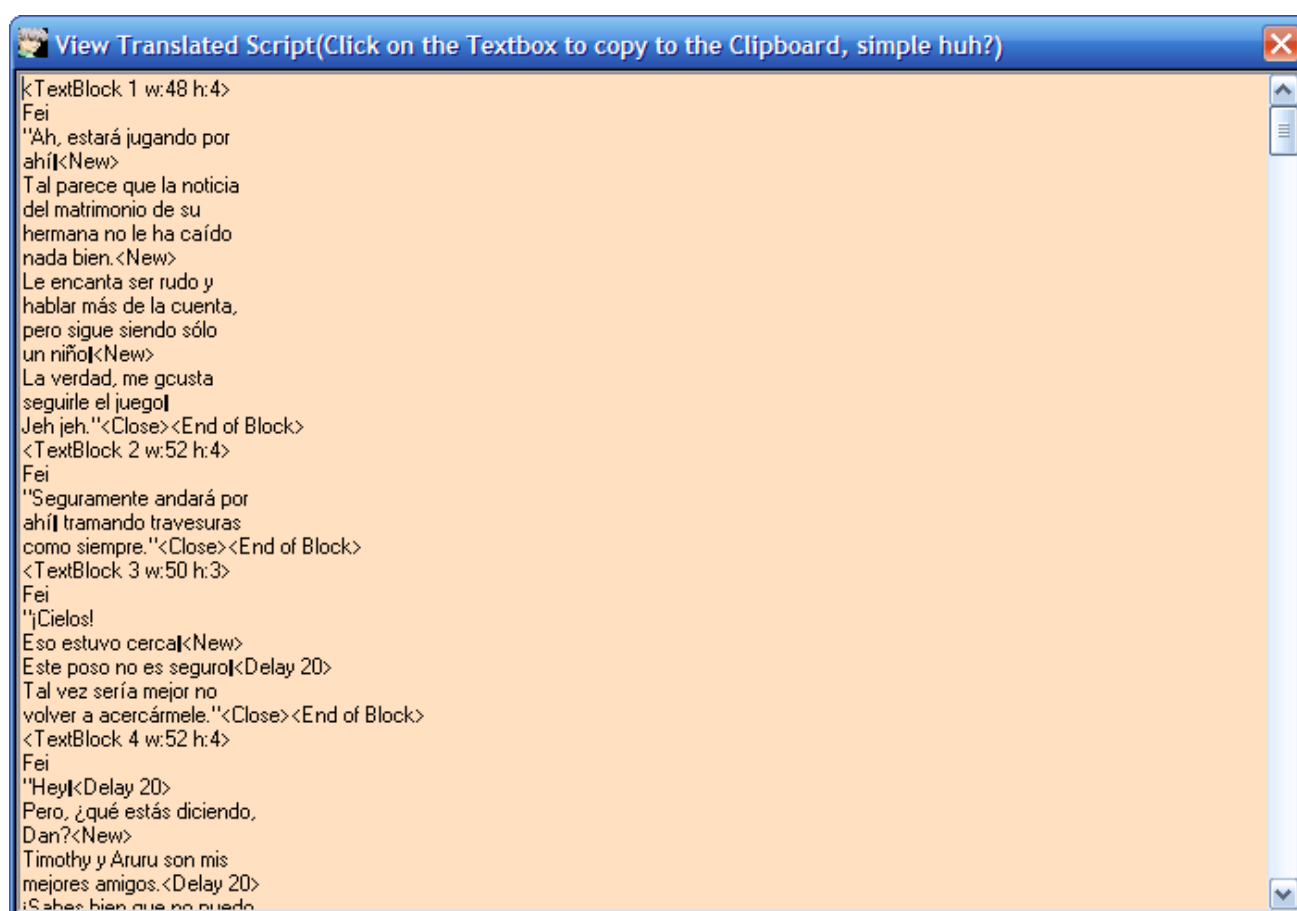 View Translated Script(Click on the Textbox to copy to the Clipboard, simple huh?)
<TextBlock 1 w:48 h:4>
Fei
"Ah, estará jugando por
ahí|<New>
Tal parece que la noticia
del matrimonio de su
hermana no le ha caído
nada bien.<New>
Le encanta ser rudo y
hablar más de la cuenta,
pero sigue siendo sólo
un niño|<New>
La verdad, me gcusta
seguirle el juego|
Jeh jeh."<Close><End of Block>
<TextBlock 2 w:52 h:4>
Fei
"Seguramente andará por
ahí| tramando travesuras
como siempre."<Close><End of Block>
<TextBlock 3 w:50 h:3>
Fei
"¡Cielos!
Eso estuvo cerca|<New>
Este poso no es seguro|<Delay 20>
Tal vez sería mejor no
volver a acercármele."<Close><End of Block>
<TextBlock 4 w:52 h:4>
Fei
"Hey|<Delay 20>
Pero, ¿qué estás diciendo,
Dan?<New>
Timothy y Aruru son mis
mejores amigos.<Delay 20>
¡Sabes bien que no puedo